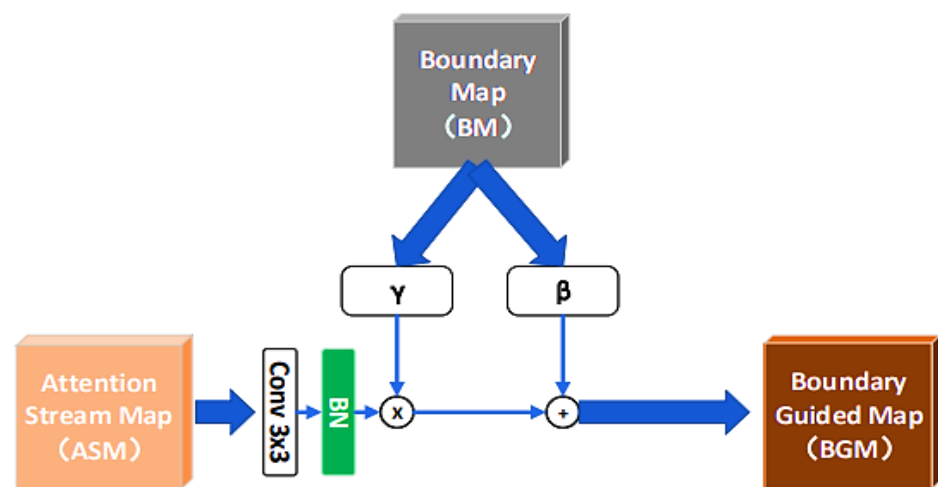 Boundary
Map
（BM）
γ
β
Attention
Stream Map
（ASM）
Conv 3x3
BN
x
+
Boundary
Guided Map
（BGM）